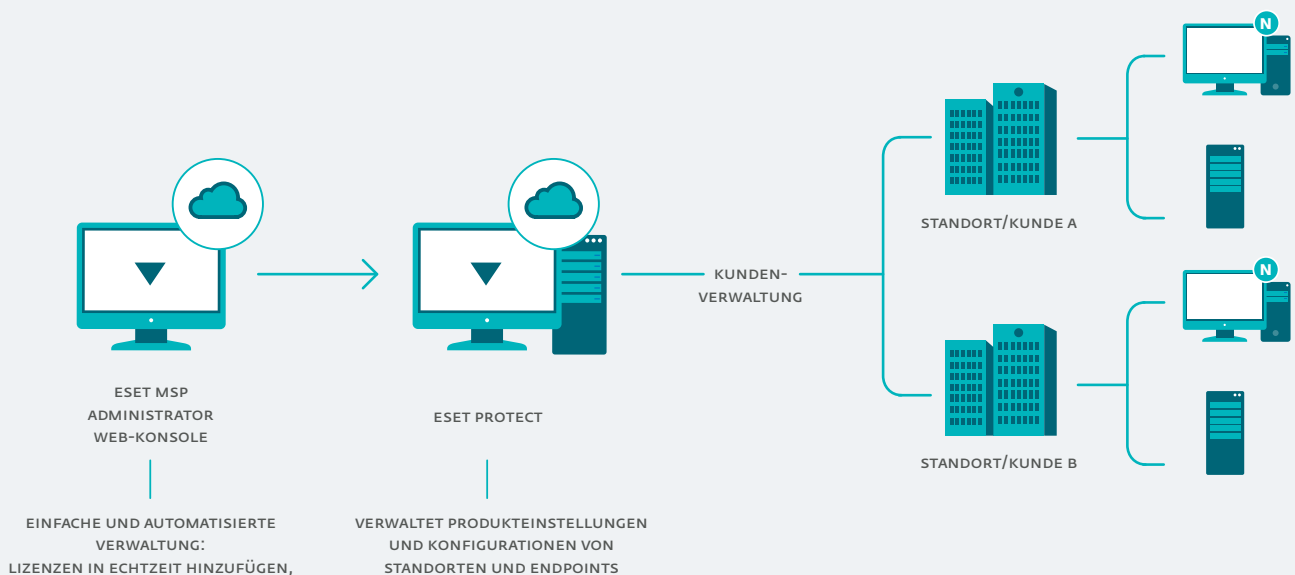 ESET MSP
ADMINISTRATOR
WEB-KONSOLE
EINFACHE UND AUTOMATISIERTE
VERWALTUNG:
LIZENZEN IN ECHTZEIT HINZUFÜGEN,
ESET PROTECT
VERWALTET PRODUKTEINSTELLUNGEN
UND KONFIGURATIONEN VON
STANDORTEN UND ENDPOINTS
KUNDEN-
VERWALTUNG
STANDORT/KUNDE A
N
STANDORT/KUNDE B
N